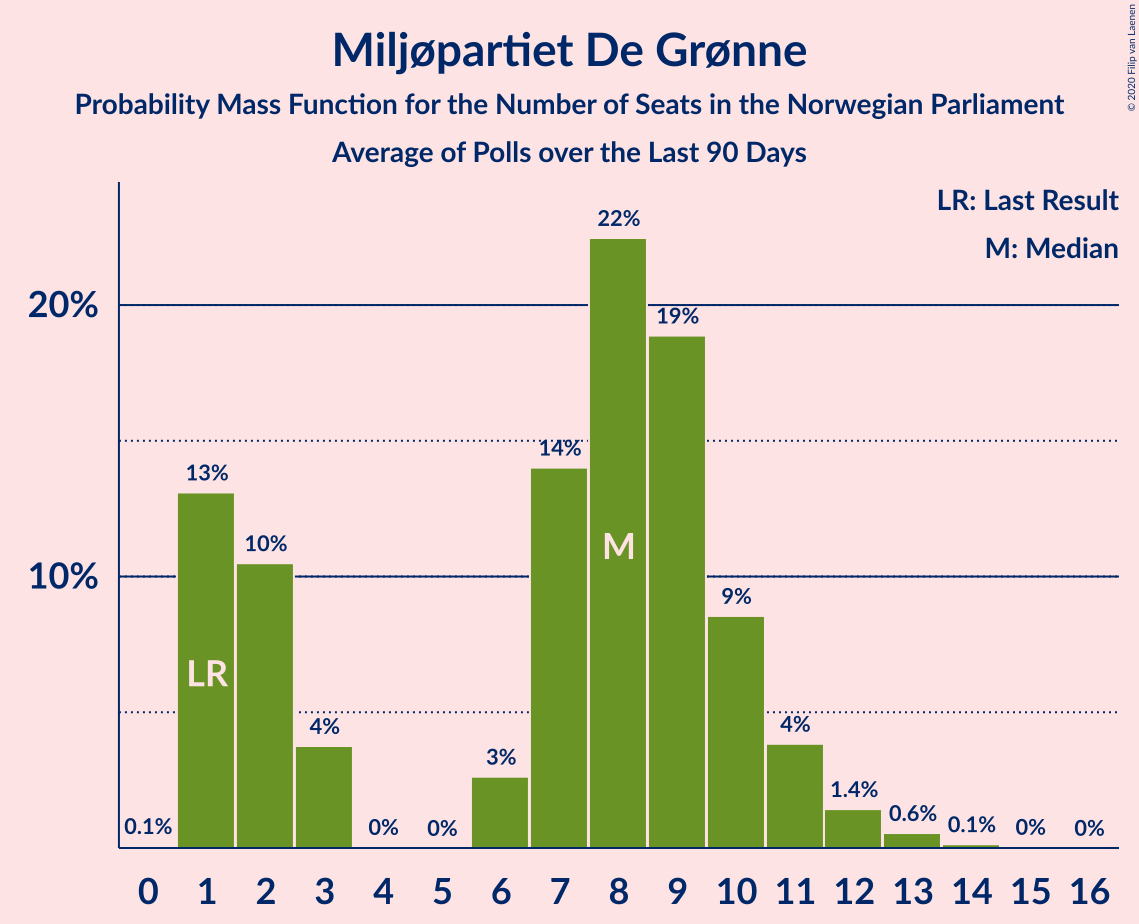 Miljøpartiet De Grønne
Probability Mass Function for the Number of Seats in the Norwegian Parliament
Average of Polls over the Last 90 Days
© 2020 Filip van Laenen
LR: Last Result
M: Median
20%
10%
0.1%
13%
10%
4%
0%
0%
3%
14%
22%
19%
9%
4%
1.4%
0.6%
0.1%
0%
0%
LR
M
0 1 2 3 4 5 6 7 8 9 10 11 12 13 14 15 16